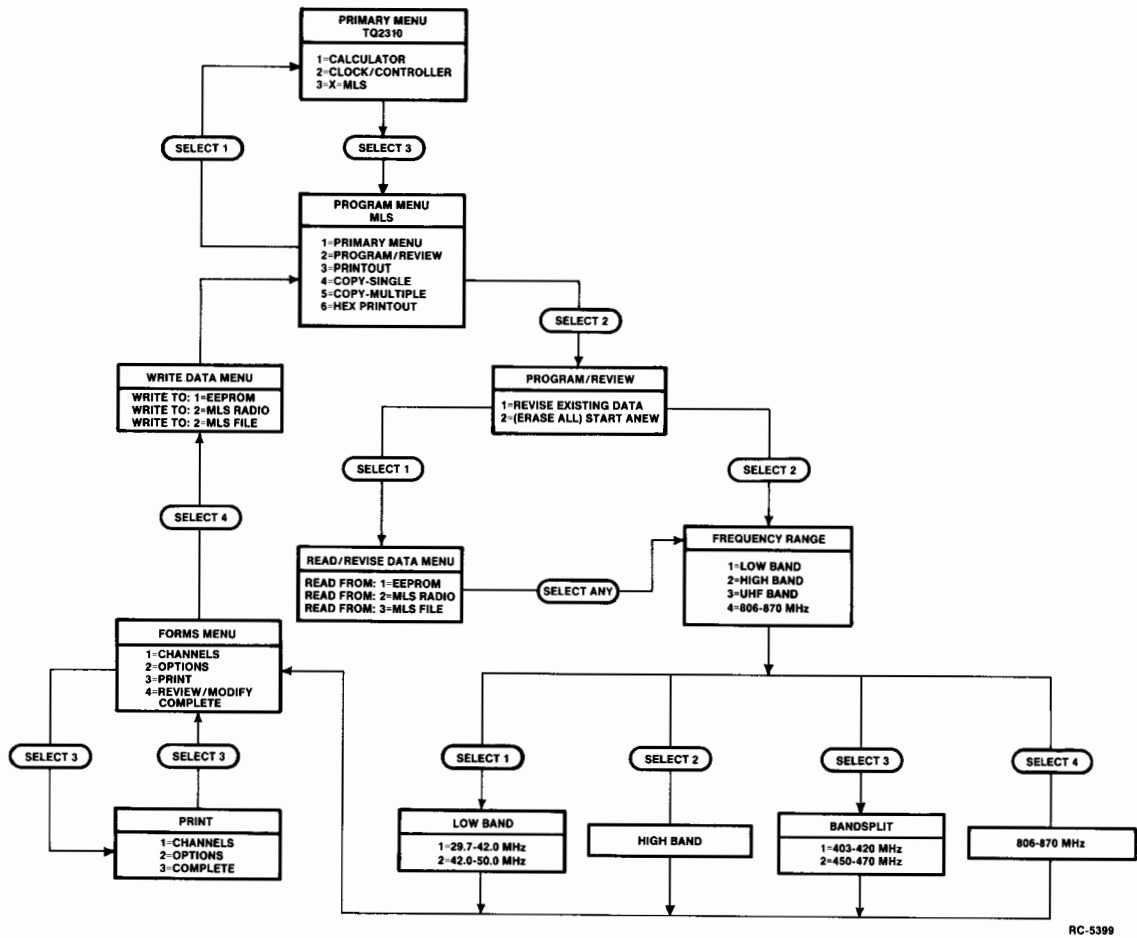 PRIMARY MENU
TQ2310
1=CALCULATOR
2=CLOCK/CONTROLLER
3=X=MLS
SELECT 1
SELECT 3
PROGRAM MENU
MLS
1=PRIMARY MENU
2=PROGRAM/REVIEW
3=PRINTOUT
4=COPY-SINGLE
5=COPY-MULTIPLE
6=HEX PRINTOUT
SELECT 2
WRITE DATA MENU
WRITE TO: 1=EEPROM
WRITE TO: 2=MLS RADIO
WRITE TO: 2=MLS FILE
PROGRAM/REVIEW
1=REVISE EXISTING DATA
2=(ERASE ALL) START ANEW
SELECT 1
SELECT 2
SELECT 4
READ/REVISE DATA MENU
READ FROM: 1=EEPROM
READ FROM: 2=MLS RADIO
READ FROM: 3=MLS FILE
SELECT ANY
FREQUENCY RANGE
1=LOW BAND
2=HIGH BAND
3=UHF BAND
4=806-870 MHz
FORMS MENU
1=CHANNELS
2=OPTIONS
3=PRINT
4=REVIEW/MODIFY
COMPLETE
SELECT 3
SELECT 3
SELECT 1
SELECT 2
SELECT 3
SELECT 4
PRINT
1=CHANNELS
2=OPTIONS
3=COMPLETE
LOW BAND
1=29.7-42.0 MHz
2=42.0-50.0 MHz
HIGH BAND
BANDSPLIT
1=403-420 MHz
2=450-470 MHz
806-870 MHz
RC-5399